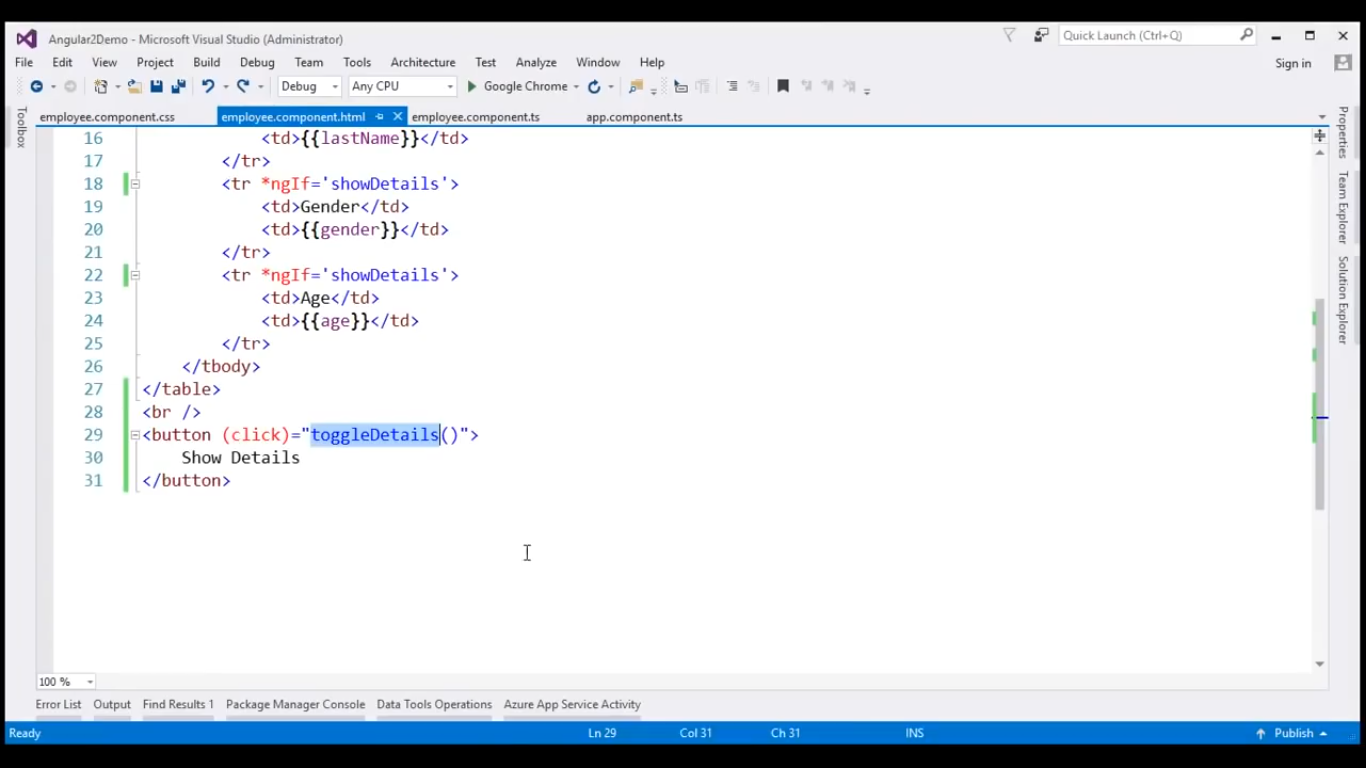 Angular2Demo - Microsoft Visual Studio (Administrator)
Quick Launch (Ctrl+Q)
File Edit View Project Build Debug Team Tools Architecture Test Analyze Window Help
Sign in
Debug Any CPU Google Chrome
Toolbox
employee.component.css employee.component.html employee.component.ts app.component.ts
Properties
Team Explorer
Solution Explorer
16 <td>{{lastName}}</td>
17 </tr>
18 <tr *ngIf='showDetails'>
19 <td>Gender</td>
20 <td>{{gender}}</td>
21 </tr>
22 <tr *ngIf='showDetails'>
23 <td>Age</td>
24 <td>{{age}}</td>
25 </tr>
26 </tbody>
27 </table>
28 <br />
29 <button (click)="toggleDetails()">
30 Show Details
31 </button>
100 %
Error List Output Find Results 1 Package Manager Console Data Tools Operations Azure App Service Activity
Ready Ln 29 Col 31 Ch 31 INS Publish